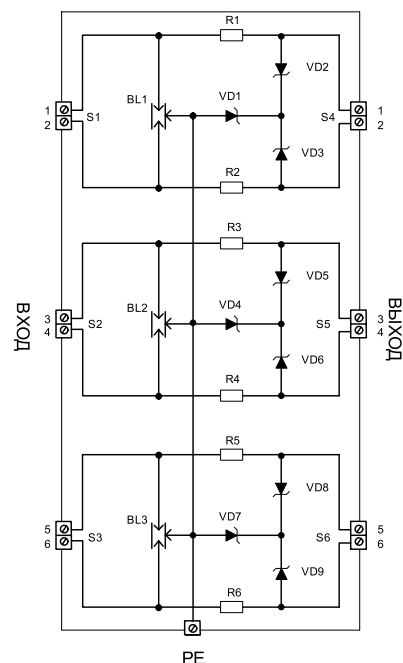 R1
VD2
BL1
VD1
1
2
S1
S4
1
2
VD3
R2
R3
VD5
BL2
VD4
ВХОД
3
4
S2
S5
3
4
ВЫХОД
VD6
R4
R5
VD8
BL3
VD7
5
6
S3
S6
5
6
VD9
R6
PE